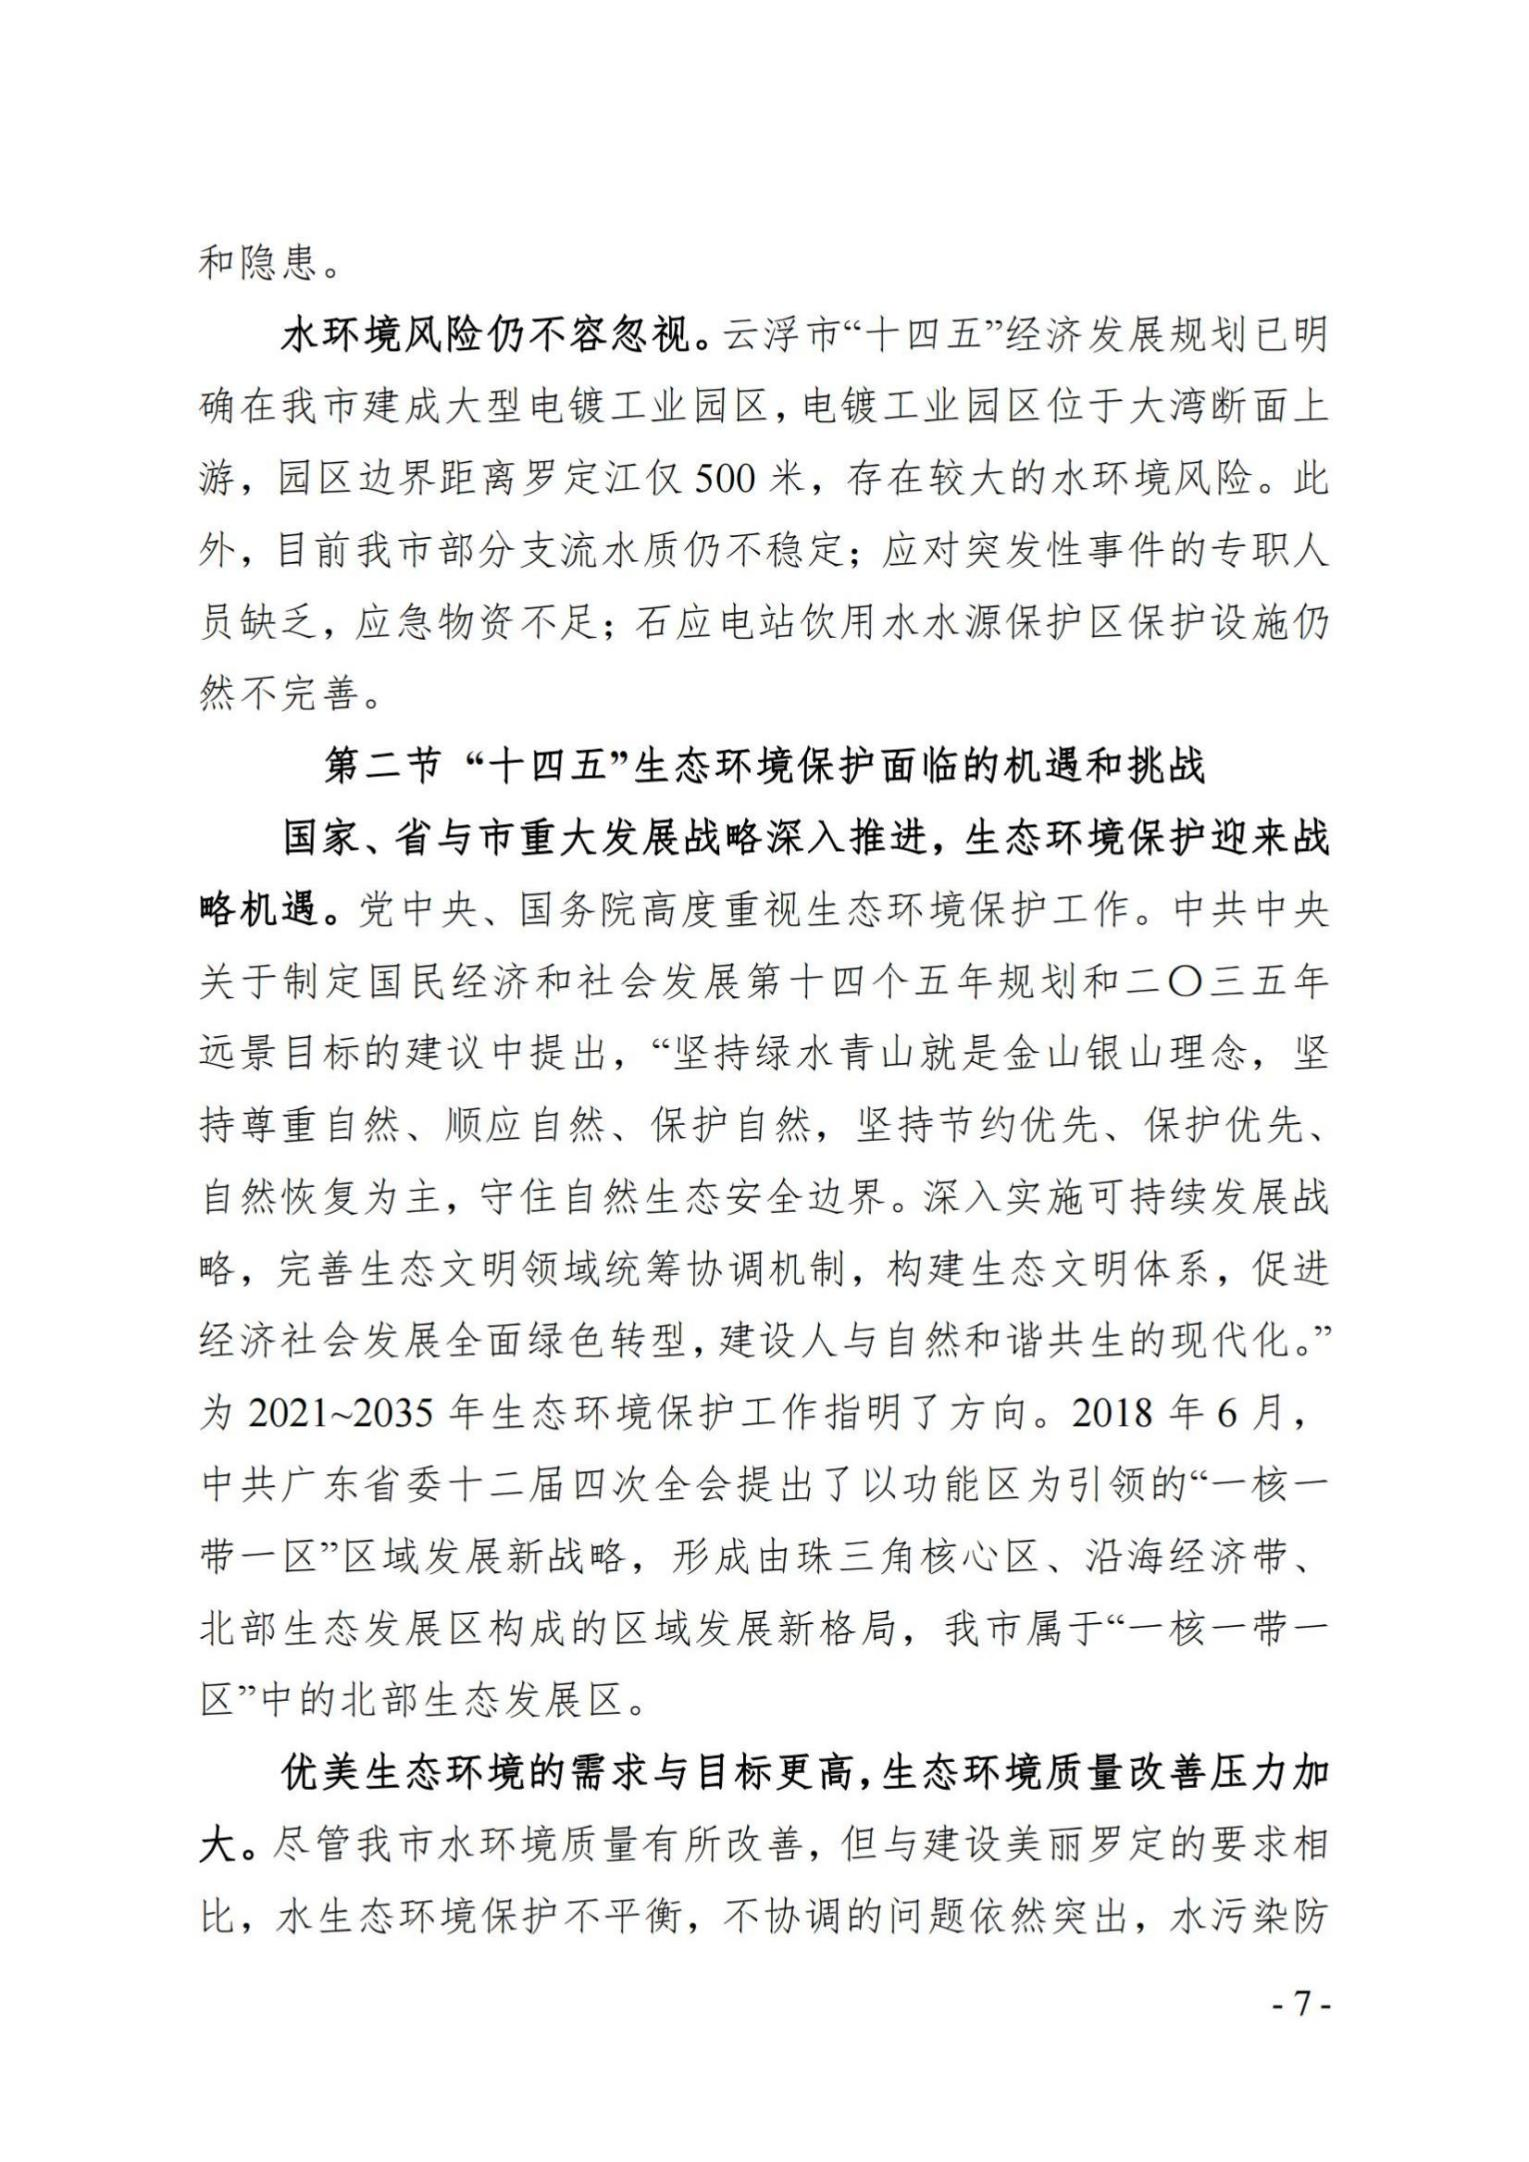 和隐患。
水环境风险仍不容忽视。云浮市“十四五”经济发展规划已明
确在我市建成大型电镀工业园区，电镀工业园区位于大湾断面上
游，园区边界距离罗定江仅 500 米，存在较大的水环境风险。此
外，目前我市部分支流水质仍不稳定；应对突发性事件的专职人
员缺乏，应急物资不足；石应电站饮用水水源保护区保护设施仍
然不完善。
第二节 “十四五”生态环境保护面临的机遇和挑战
国家、省与市重大发展战略深入推进，生态环境保护迎来战
略机遇。党中央、国务院高度重视生态环境保护工作。中共中央
关于制定国民经济和社会发展第十四个五年规划和二〇三五年
远景目标的建议中提出，“坚持绿水青山就是金山银山理念，坚
持尊重自然、顺应自然、保护自然，坚持节约优先、保护优先、
自然恢复为主，守住自然生态安全边界。深入实施可持续发展战
略，完善生态文明领域统筹协调机制，构建生态文明体系，促进
经济社会发展全面绿色转型，建设人与自然和谐共生的现代化。”
为 2021~2035 年生态环境保护工作指明了方向。2018 年 6 月，
中共广东省委十二届四次全会提出了以功能区为引领的“一核一
带一区”区域发展新战略，形成由珠三角核心区、沿海经济带、
北部生态发展区构成的区域发展新格局，我市属于“一核一带一
区”中的北部生态发展区。
优美生态环境的需求与目标更高，生态环境质量改善压力加
大。尽管我市水环境质量有所改善，但与建设美丽罗定的要求相
比，水生态环境保护不平衡，不协调的问题依然突出，水污染防
- 7 -